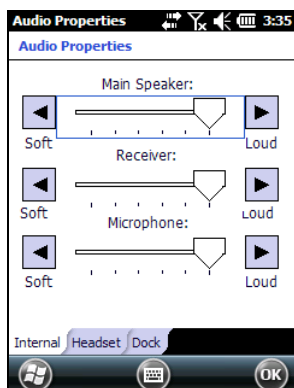 Audio Properties 3:35
Audio Properties
Main Speaker:
Soft Loud
Receiver:
Soft Loud
Microphone:
Soft Loud
Internal Headset Dock
OK